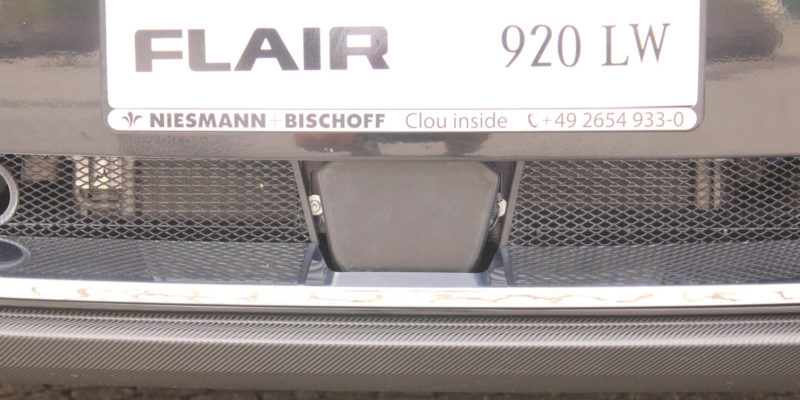 FLAIR 920 LW
NIESMANN+BISCHOFF Clou inside +49 2654 933-0